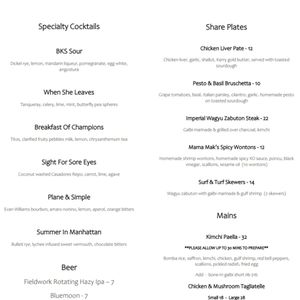 Specialty Cocktails
BKS Sour
Dickel rye, lemon, mandarin liqueur, pomegranate, egg white,
angostura
When She Leaves
Tanqueray, celery, lime, mint, butterfly pea spheres
Breakfast Of Champions
Titos, clarified fruity pebbles milk, lemon, chrysanthemum tea
Sight For Sore Eyes
Coconut washed Casadores Repo, carrot, lime, agave
Plane & Simple
Evan Williams bourbon, amaro nonino, lemon, aperol, orange bitters
Summer In Manhattan
Bulleit rye, lychee infused sweet vermouth, chocolate bitters
Beer
Fieldwork Rotating Hazy Ipa – 7
Bluemoon - 7
Share Plates
Chicken Liver Pate - 12
Chicken liver, garlic, shallot, Kerry gold butter, served with toasted
sourdough
Pesto & Basil Bruschetta - 10
Grape tomatoes, basil, italian parsley, cilantro, garlic, homemade pesto
on toasted sourdough
Imperial Wagyu Zabuton Steak - 22
Galbi marinade & grilled over charcoal, kimchi
Mama Mak's Spicy Wontons - 12
Homemade shrimp wontons, homemade spicy XO sauce, ponzu, black
vinegar, scallions, sesame oil (10 wontons)
Surf & Turf Skewers - 14
Wagyu zabuton with galbi marinade & gulf shrimp (2 skewers)
Mains
Kimchi Paella - 32
***PLEASE ALLOW UP TO 30 MINS TO PREPARE***
Bomba rice, saffron, kimchi, chicken, gulf shrimp, red bell peppers,
scallions, pickled radish, fried egg
Add - bone-in galbi short rib
Chicken & Mushroom Tagliatelle
Small 18 - Large 28